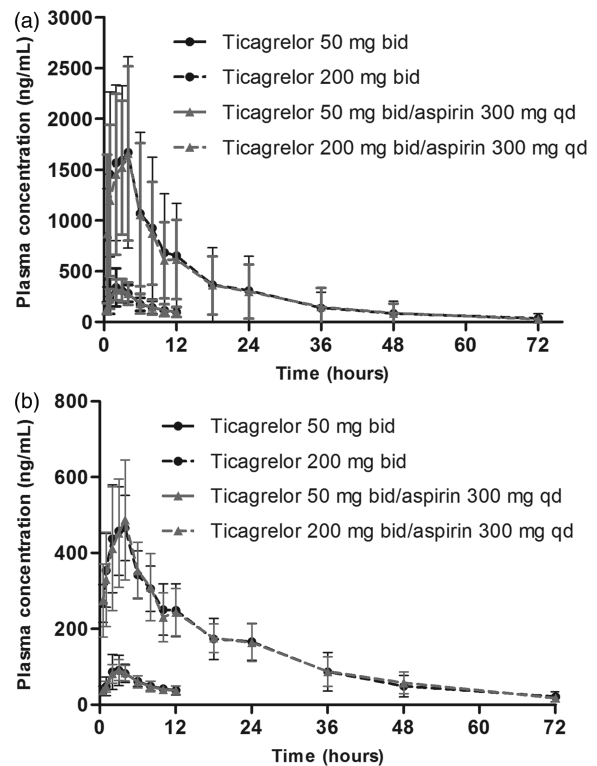 (a)
3000
2500
2000
1500
1000
500
0
Plasma concentration (ng/mL)
Ticagrelor 50 mg bid
Ticagrelor 200 mg bid
Ticagrelor 50 mg bid/aspirin 300 mg qd
Ticagrelor 200 mg bid/aspirin 300 mg qd
0 12 24 36 48 60 72
Time (hours)
(b)
800
600
400
200
0
Plasma concentration (ng/mL)
Ticagrelor 50 mg bid
Ticagrelor 200 mg bid
Ticagrelor 50 mg bid/aspirin 300 mg qd
Ticagrelor 200 mg bid/aspirin 300 mg qd
0 12 24 36 48 60 72
Time (hours)